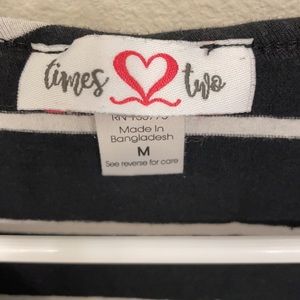 times two
Made In
Bangladesh
M
See reverse for care